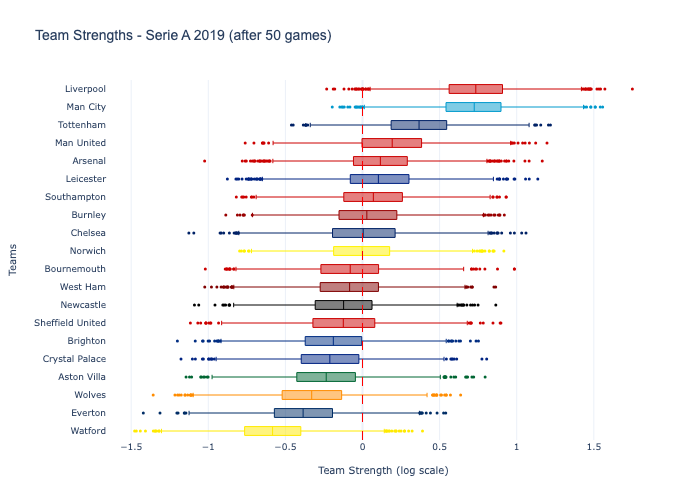 Team Strengths - Serie A 2019 (after 50 games)
Liverpool
Man City
Tottenham
Man United
Arsenal
Leicester
Southampton
Burnley
Chelsea
Norwich
Bournemouth
West Ham
Newcastle
Sheffield United
Brighton
Crystal Palace
Aston Villa
Wolves
Everton
Watford
Teams
−1.5 −1 −0.5 0 0.5 1 1.5
Team Strength (log scale)